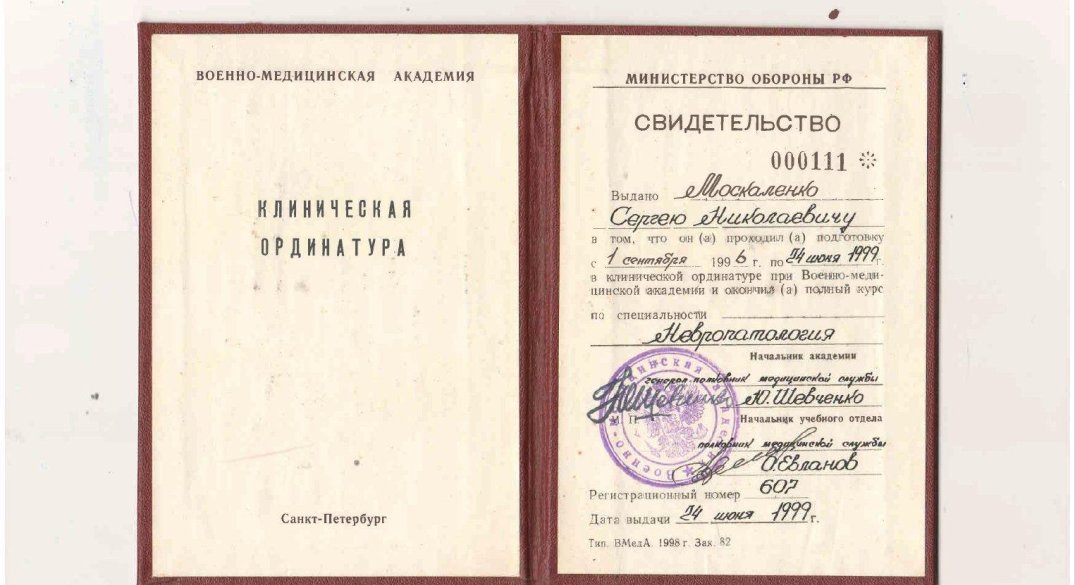 ВОЕННО-МЕДИЦИНСКАЯ АКАДЕМИЯ
КЛИНИЧЕСКАЯ
ОРДИНАТУРА
Санкт-Петербург
МИНИСТЕРСТВО ОБОРОНЫ РФ
СВИДЕТЕЛЬСТВО
000111
Выдано Москаленко
Сергею Николаевичу
в том, что он (а) проходил (а) подготовку
с 1 сентября 1996 г. по 24 июня 1999 г.
в клинической ординатуре при Военно-меди-
цинской академии и окончил (а) полный курс
по специальности
Невропатология
Начальник академии
генерал-полковник медицинской службы
Ю. Шевченко
М. П.
Начальник учебного отдела
полковник медицинской службы
О. Евланов
Регистрационный номер 607
Дата выдачи 24 июня 1999 г.
Тип. ВМедА. 1998 г. Зак. 82